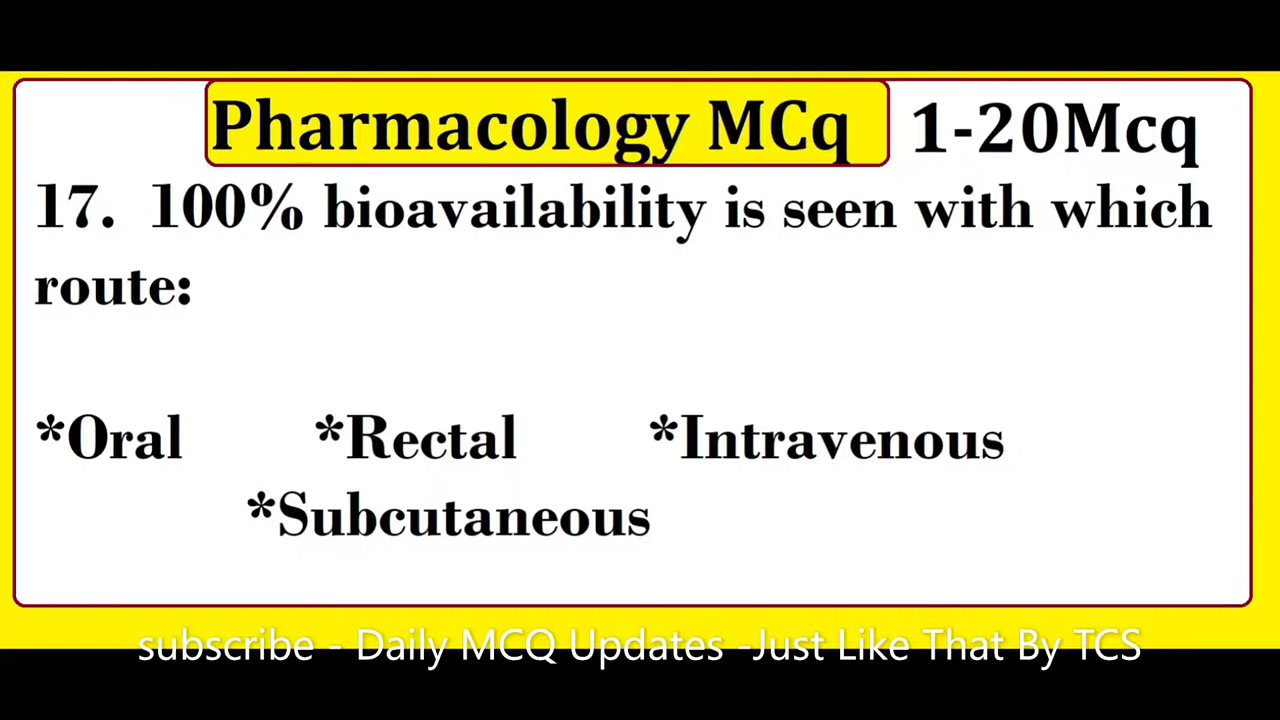 Pharmacology MCq 1-20Mcq
17. 100% bioavailability is seen with which
route:
*Oral *Rectal *Intravenous
*Subcutaneous
subscribe - Daily MCQ Updates -Just Like That By TCS